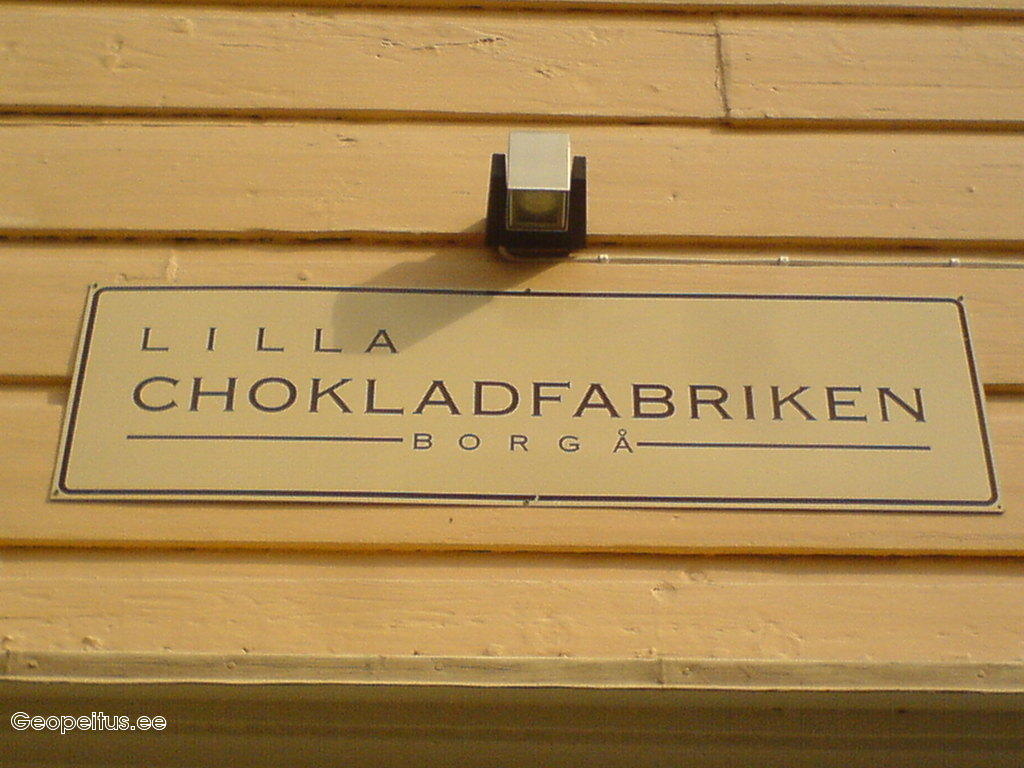 LILLA
CHOKLADFABRIKEN
BORGÅ
Geopeitus.ee